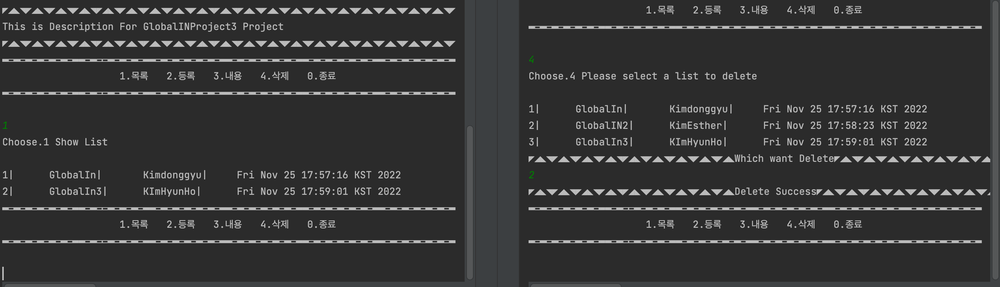 This is Description For GlobalINProject3 Project
1.목록 2.등록 3.내용 4.삭제 0.종료
1
Choose.1 Show List
1| GlobalIn| Kimdonggyu| Fri Nov 25 17:57:16 KST 2022
2| GlobalIn3| KImHyunHo| Fri Nov 25 17:59:01 KST 2022
1.목록 2.등록 3.내용 4.삭제 0.종료
1.목록 2.등록 3.내용 4.삭제 0.종료
4
Choose.4 Please select a list to delete
1| GlobalIn| Kimdonggyu| Fri Nov 25 17:57:16 KST 2022
2| GlobalIN2| KimEsther| Fri Nov 25 17:58:23 KST 2022
3| GlobalIn3| KImHyunHo| Fri Nov 25 17:59:01 KST 2022
Which want Delete
2
Delete Success
1.목록 2.등록 3.내용 4.삭제 0.종료